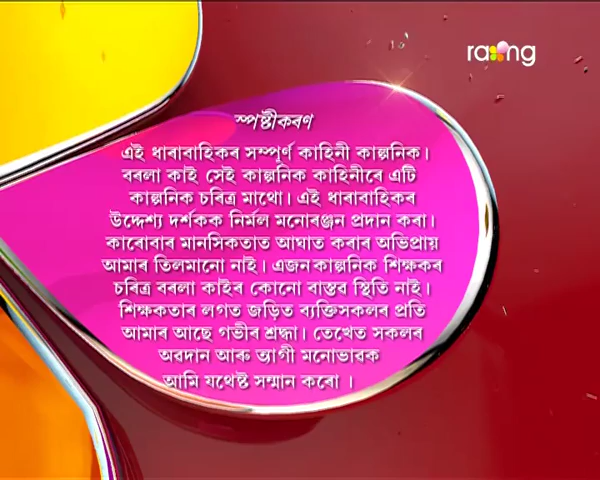 rang
স্পষ্টীকৰণ
এই ধাৰাবাহিকৰ সম্পূৰ্ণ কাহিনী কাল্পনিক।
বৰলা কাই সেই কাল্পনিক কাহিনীৰে এটি
কাল্পনিক চৰিত্ৰ মাথো। এই ধাৰাবাহিকৰ
উদ্দেশ্য দৰ্শকক নিৰ্মল মনোৰঞ্জন প্ৰদান কৰা।
কাৰোবাৰ মানসিকতাত আঘাত কৰাৰ অভিপ্ৰায়
আমাৰ তিলমানো নাই। এজন কাল্পনিক শিক্ষকৰ
চৰিত্ৰ বৰলা কাইৰ কোনো বাস্তৱ স্থিতি নাই।
শিক্ষকতাৰ লগত জড়িত ব্যক্তিসকলৰ প্ৰতি
আমাৰ আছে গভীৰ শ্ৰদ্ধা। তেখেত সকলৰ
অৱদান আৰু ত্যাগী মনোভাৱক
আমি যথেষ্ট সন্মান কৰো ।